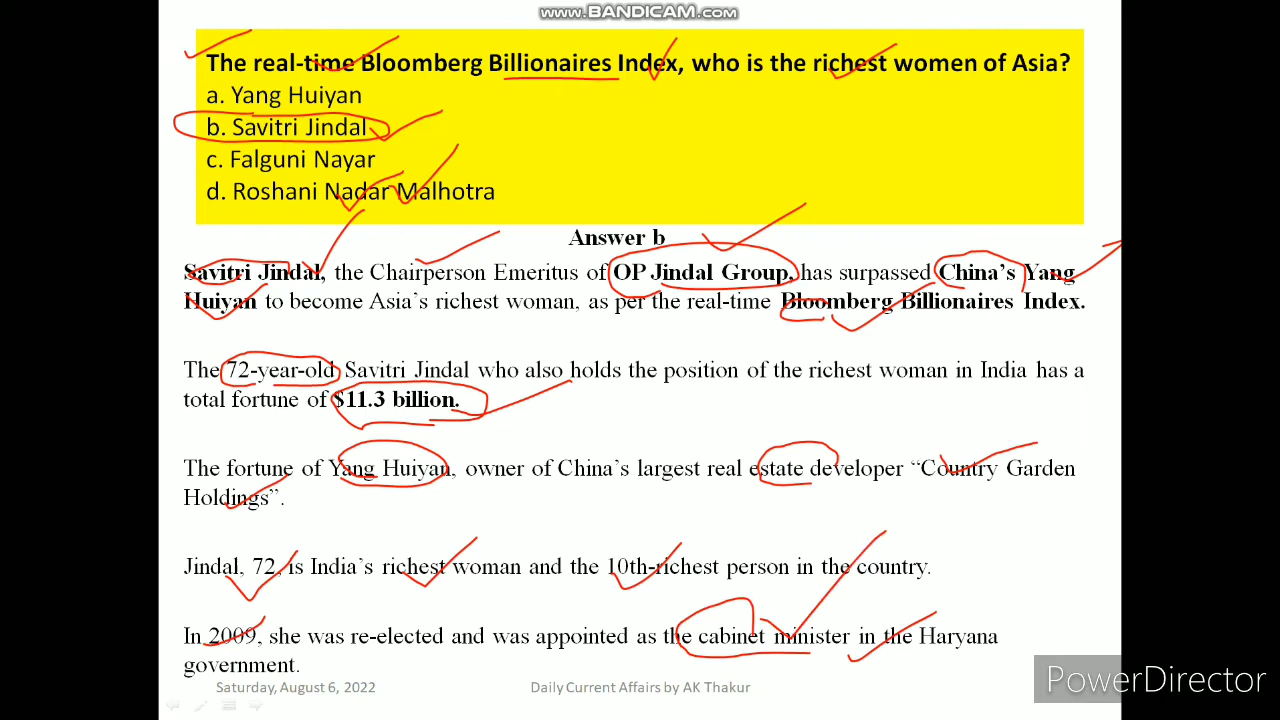 www.BANDICAM.com
The real-time Bloomberg Billionaires Index, who is the richest women of Asia?
a. Yang Huiyan
b. Savitri Jindal
c. Falguni Nayar
d. Roshani Nadar Malhotra
Answer b
Savitri Jindal, the Chairperson Emeritus of OP Jindal Group, has surpassed China's Yang
Huiyan to become Asia's richest woman, as per the real-time Bloomberg Billionaires Index.
The 72-year-old Savitri Jindal who also holds the position of the richest woman in India has a
total fortune of $11.3 billion.
The fortune of Yang Huiyan, owner of China's largest real estate developer “Country Garden
Holdings”.
Jindal, 72, is India's richest woman and the 10th-richest person in the country.
In 2009, she was re-elected and was appointed as the cabinet minister in the Haryana
government.
Saturday, August 6, 2022
Daily Current Affairs by AK Thakur
PowerDirector